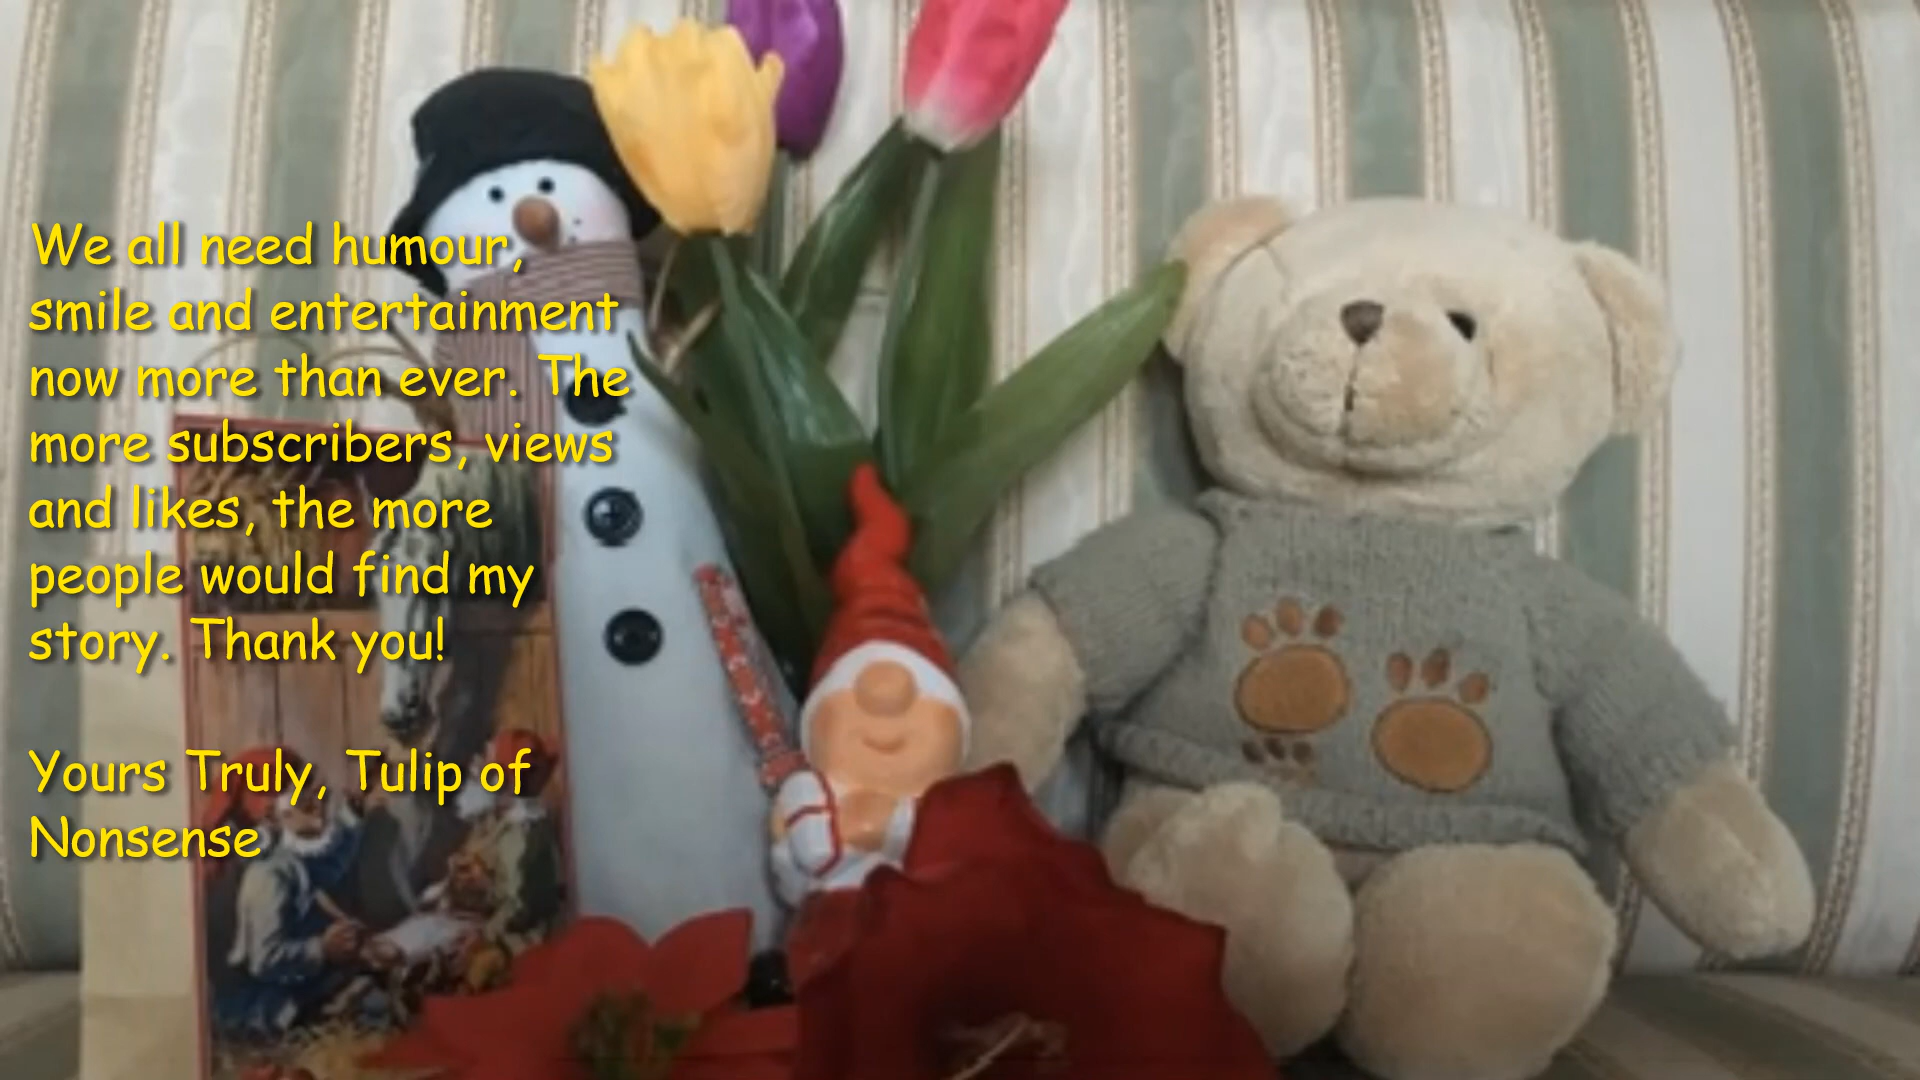 We all need humour,
smile and entertainment
now more than ever. The
more subscribers, views
and likes, the more
people would find my
story. Thank you!
Yours Truly, Tulip of
Nonsense